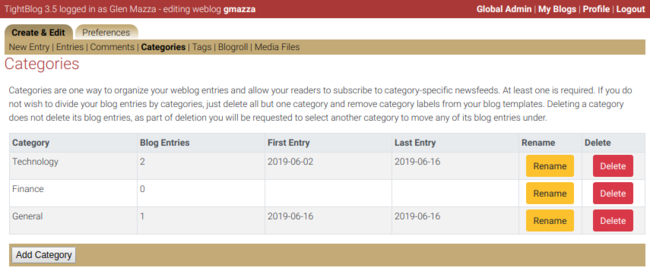 TightBlog 3.5 logged in as Glen Mazza - editing weblog gmazza Global Admin | My Blogs | Profile | Logout
Create & Edit Preferences
New Entry | Entries | Comments | Categories | Tags | Blogroll | Media Files
Categories
Categories are one way to organize your weblog entries and allow your readers to subscribe to category-specific newsfeeds. At least one is required. If you do
not wish to divide your blog entries by categories, just delete all but one category and remove category labels from your blog templates. Deleting a category
does not delete its blog entries, as part of deletion you will be requested to select another category to move any of its blog entries under.
Category Blog Entries First Entry Last Entry Rename Delete
Technology 2 2019-06-02 2019-06-16 Rename Delete
Finance 0 Rename Delete
General 1 2019-06-16 2019-06-16 Rename Delete
Add Category